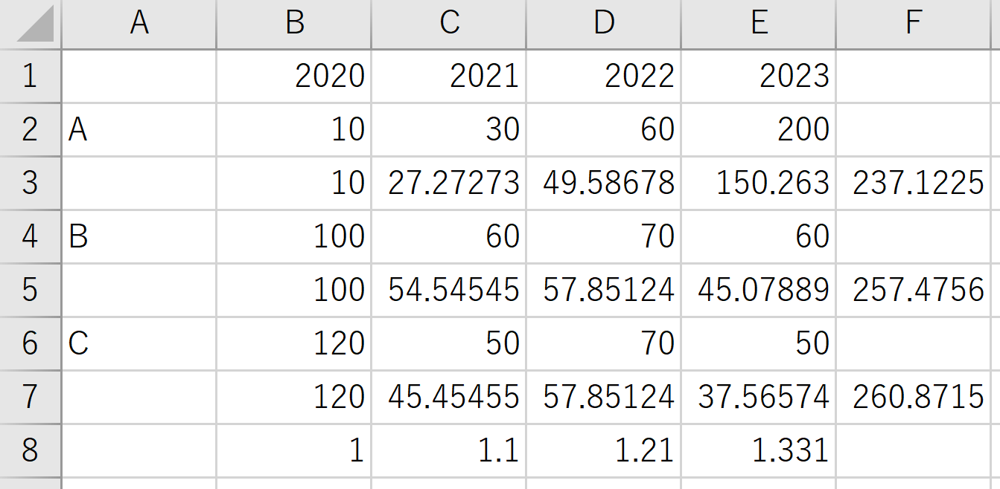 A B C D E F
1 2020 2021 2022 2023
2 A 10 30 60 200
3 10 27.27273 49.58678 150.263 237.1225
4 B 100 60 70 60
5 100 54.54545 57.85124 45.07889 257.4756
6 C 120 50 70 50
7 120 45.45455 57.85124 37.56574 260.8715
8 1 1.1 1.21 1.331